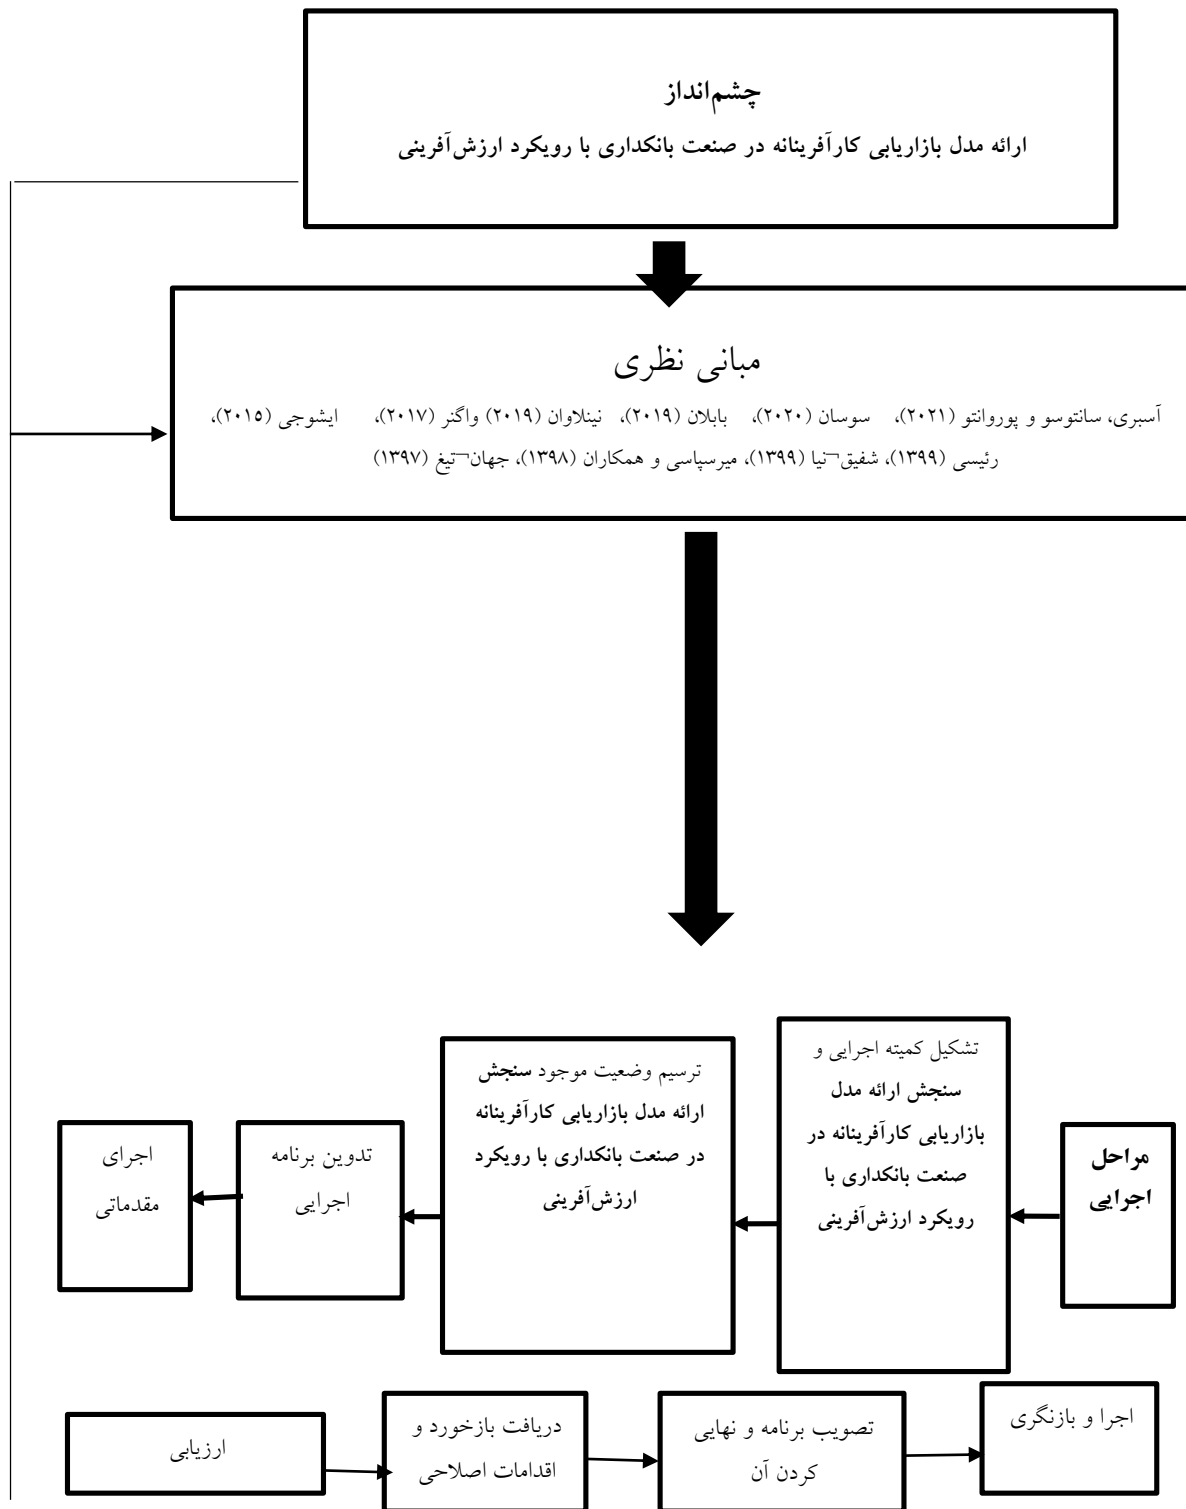 چشم‌انداز
ارائه مدل بازاریابی کارآفرینانه در صنعت بانکداری با رویکرد ارزش‌آفرینی
مبانی نظری
آسبری، سانتوسو و پوروانتو (۲۰۲۱)، سوسان (۲۰۲۰)، بابلان (۲۰۱۹)، نینلاوان (۲۰۱۹) واگنر (۲۰۱۷)، ایشوجی (۲۰۱۵)،
رئیسی (۱۳۹۹)، شفیق¬نیا (۱۳۹۹)، میرسپاسی و همکاران (۱۳۹۸)، جهان¬تیغ (۱۳۹۷)
مراحل
اجرایی
تشکیل کمیته اجرایی و
سنجش ارائه مدل
بازاریابی کارآفرینانه در
صنعت بانکداری با
رویکرد ارزش‌آفرینی
ترسیم وضعیت موجود سنجش
ارائه مدل بازاریابی کارآفرینانه
در صنعت بانکداری با رویکرد
ارزش‌آفرینی
تدوین برنامه
اجرایی
اجرای
مقدماتی
ارزیابی
دریافت بازخورد و
اقدامات اصلاحی
تصویب برنامه و نهایی
کردن آن
اجرا و بازنگری